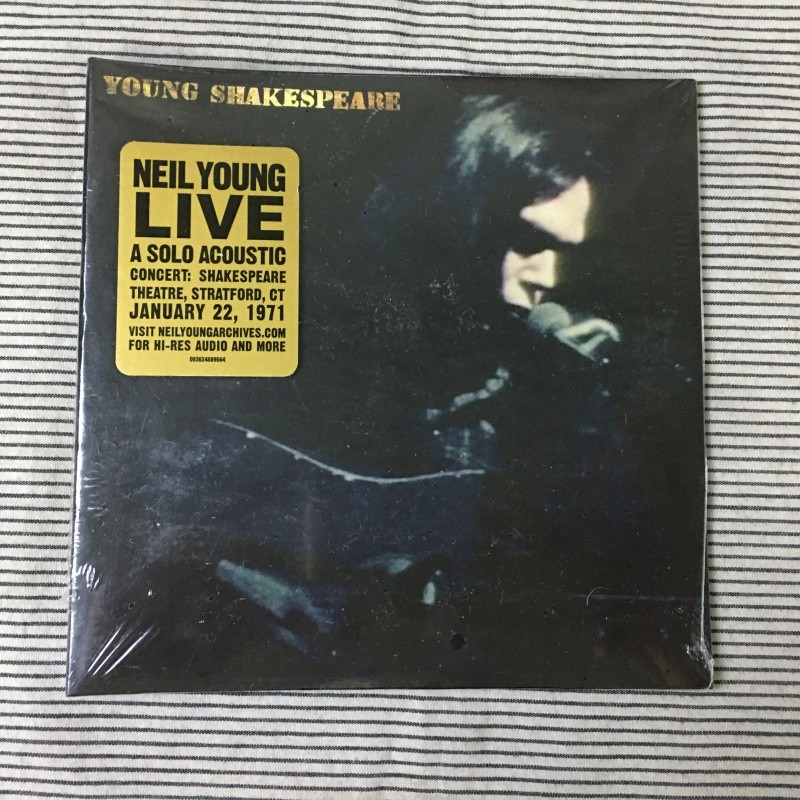 YOUNG SHAKESPEARE
NEIL YOUNG
LIVE
A SOLO ACOUSTIC
CONCERT: SHAKESPEARE
THEATRE, STRATFORD, CT
JANUARY 22, 1971
VISIT NEILYOUNGARCHIVES.COM
FOR HI-RES AUDIO AND MORE
093624889564